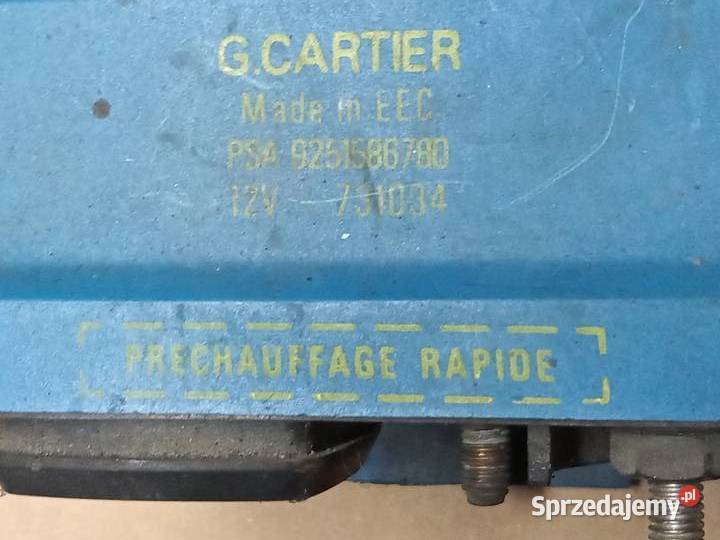 G.CARTIER
Made in EEC
PSA 9251586780
12V 731034
PRECHAUFFAGE RAPIDE
Sprzedajemy.pl